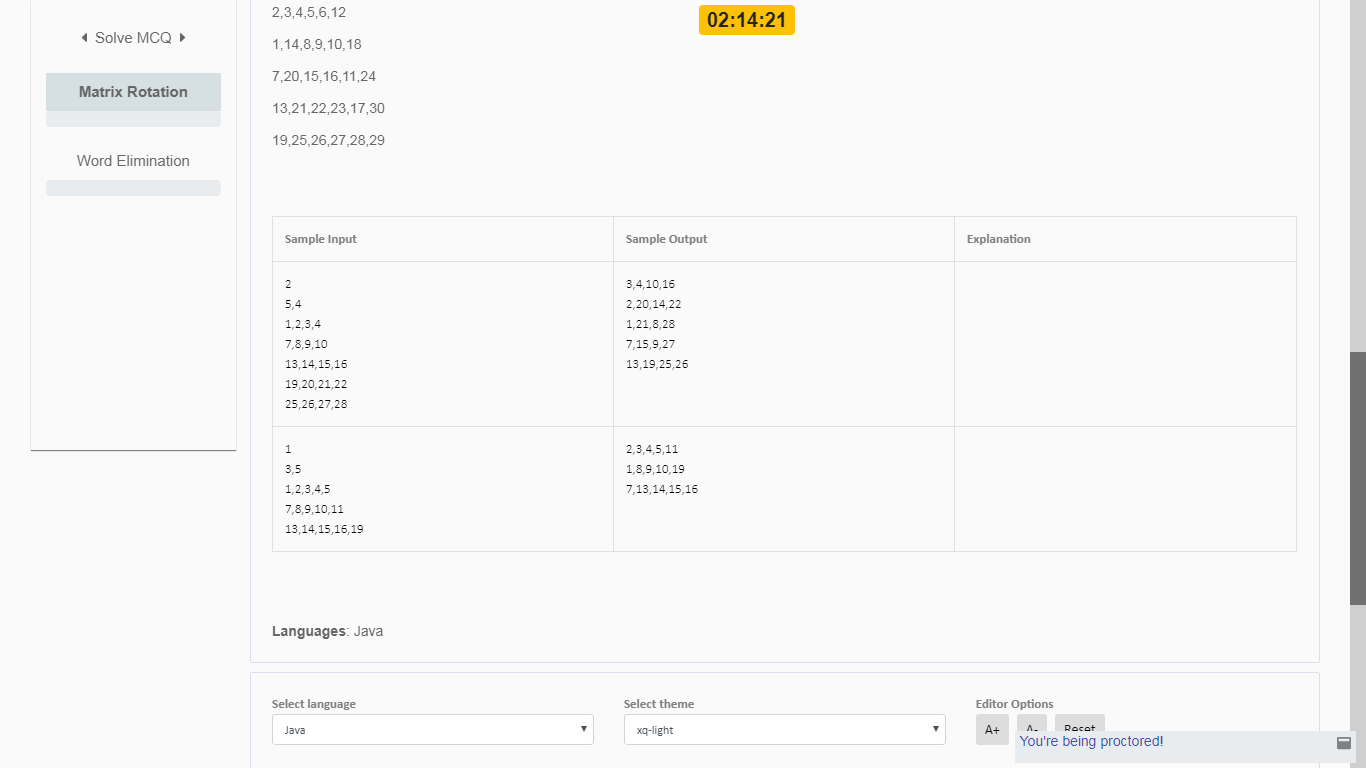 Solve MCQ
Matrix Rotation
Word Elimination
02:14:21
2,3,4,5,6,12
1,14,8,9,10,18
7,20,15,16,11,24
13,21,22,23,17,30
19,25,26,27,28,29
Sample Input
Sample Output
Explanation
2
5,4
1,2,3,4
7,8,9,10
13,14,15,16
19,20,21,22
25,26,27,28
3,4,10,16
2,20,14,22
1,21,8,28
7,15,9,27
13,19,25,26
1
3,5
1,2,3,4,5
7,8,9,10,11
13,14,15,16,19
2,3,4,5,11
1,8,9,10,19
7,13,14,15,16
Languages: Java
Select language
Java
Select theme
xq-light
Editor Options
A+
A-
Reset
You're being proctored!